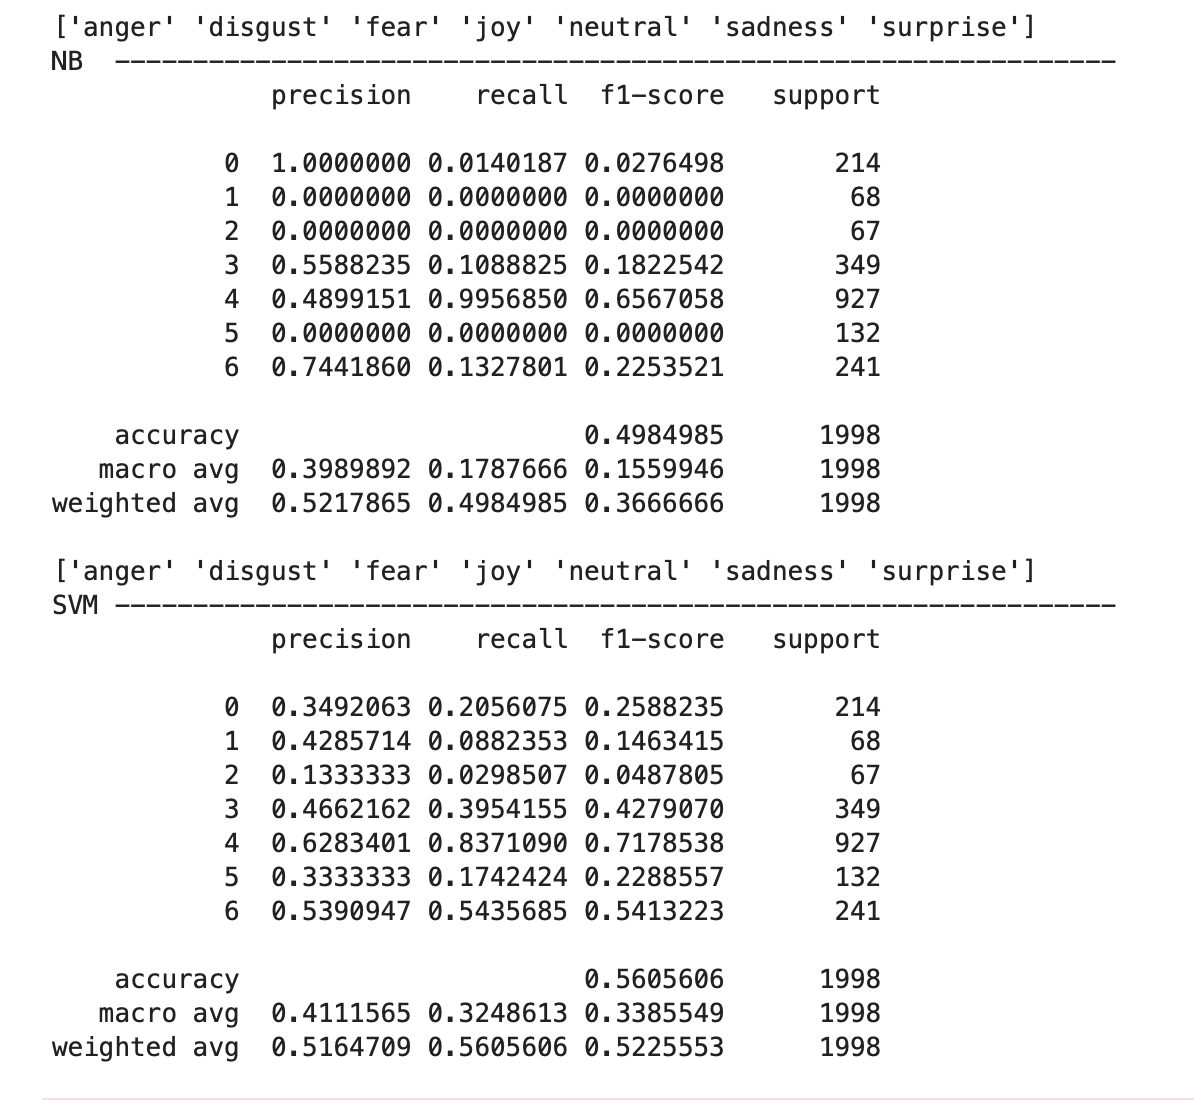 ['anger' 'disgust' 'fear' 'joy' 'neutral' 'sadness' 'surprise']
NB ----------------------------------------------------------------
precision recall f1-score support
0 1.0000000 0.0140187 0.0276498 214
1 0.0000000 0.0000000 0.0000000 68
2 0.0000000 0.0000000 0.0000000 67
3 0.5588235 0.1088825 0.1822542 349
4 0.4899151 0.9956850 0.6567058 927
5 0.0000000 0.0000000 0.0000000 132
6 0.7441860 0.1327801 0.2253521 241
accuracy 0.4984985 1998
macro avg 0.3989892 0.1787666 0.1559946 1998
weighted avg 0.5217865 0.4984985 0.3666666 1998
['anger' 'disgust' 'fear' 'joy' 'neutral' 'sadness' 'surprise']
SVM ----------------------------------------------------------------
precision recall f1-score support
0 0.3492063 0.2056075 0.2588235 214
1 0.4285714 0.0882353 0.1463415 68
2 0.1333333 0.0298507 0.0487805 67
3 0.4662162 0.3954155 0.4279070 349
4 0.6283401 0.8371090 0.7178538 927
5 0.3333333 0.1742424 0.2288557 132
6 0.5390947 0.5435685 0.5413223 241
accuracy 0.5605606 1998
macro avg 0.4111565 0.3248613 0.3385549 1998
weighted avg 0.5164709 0.5605606 0.5225553 1998